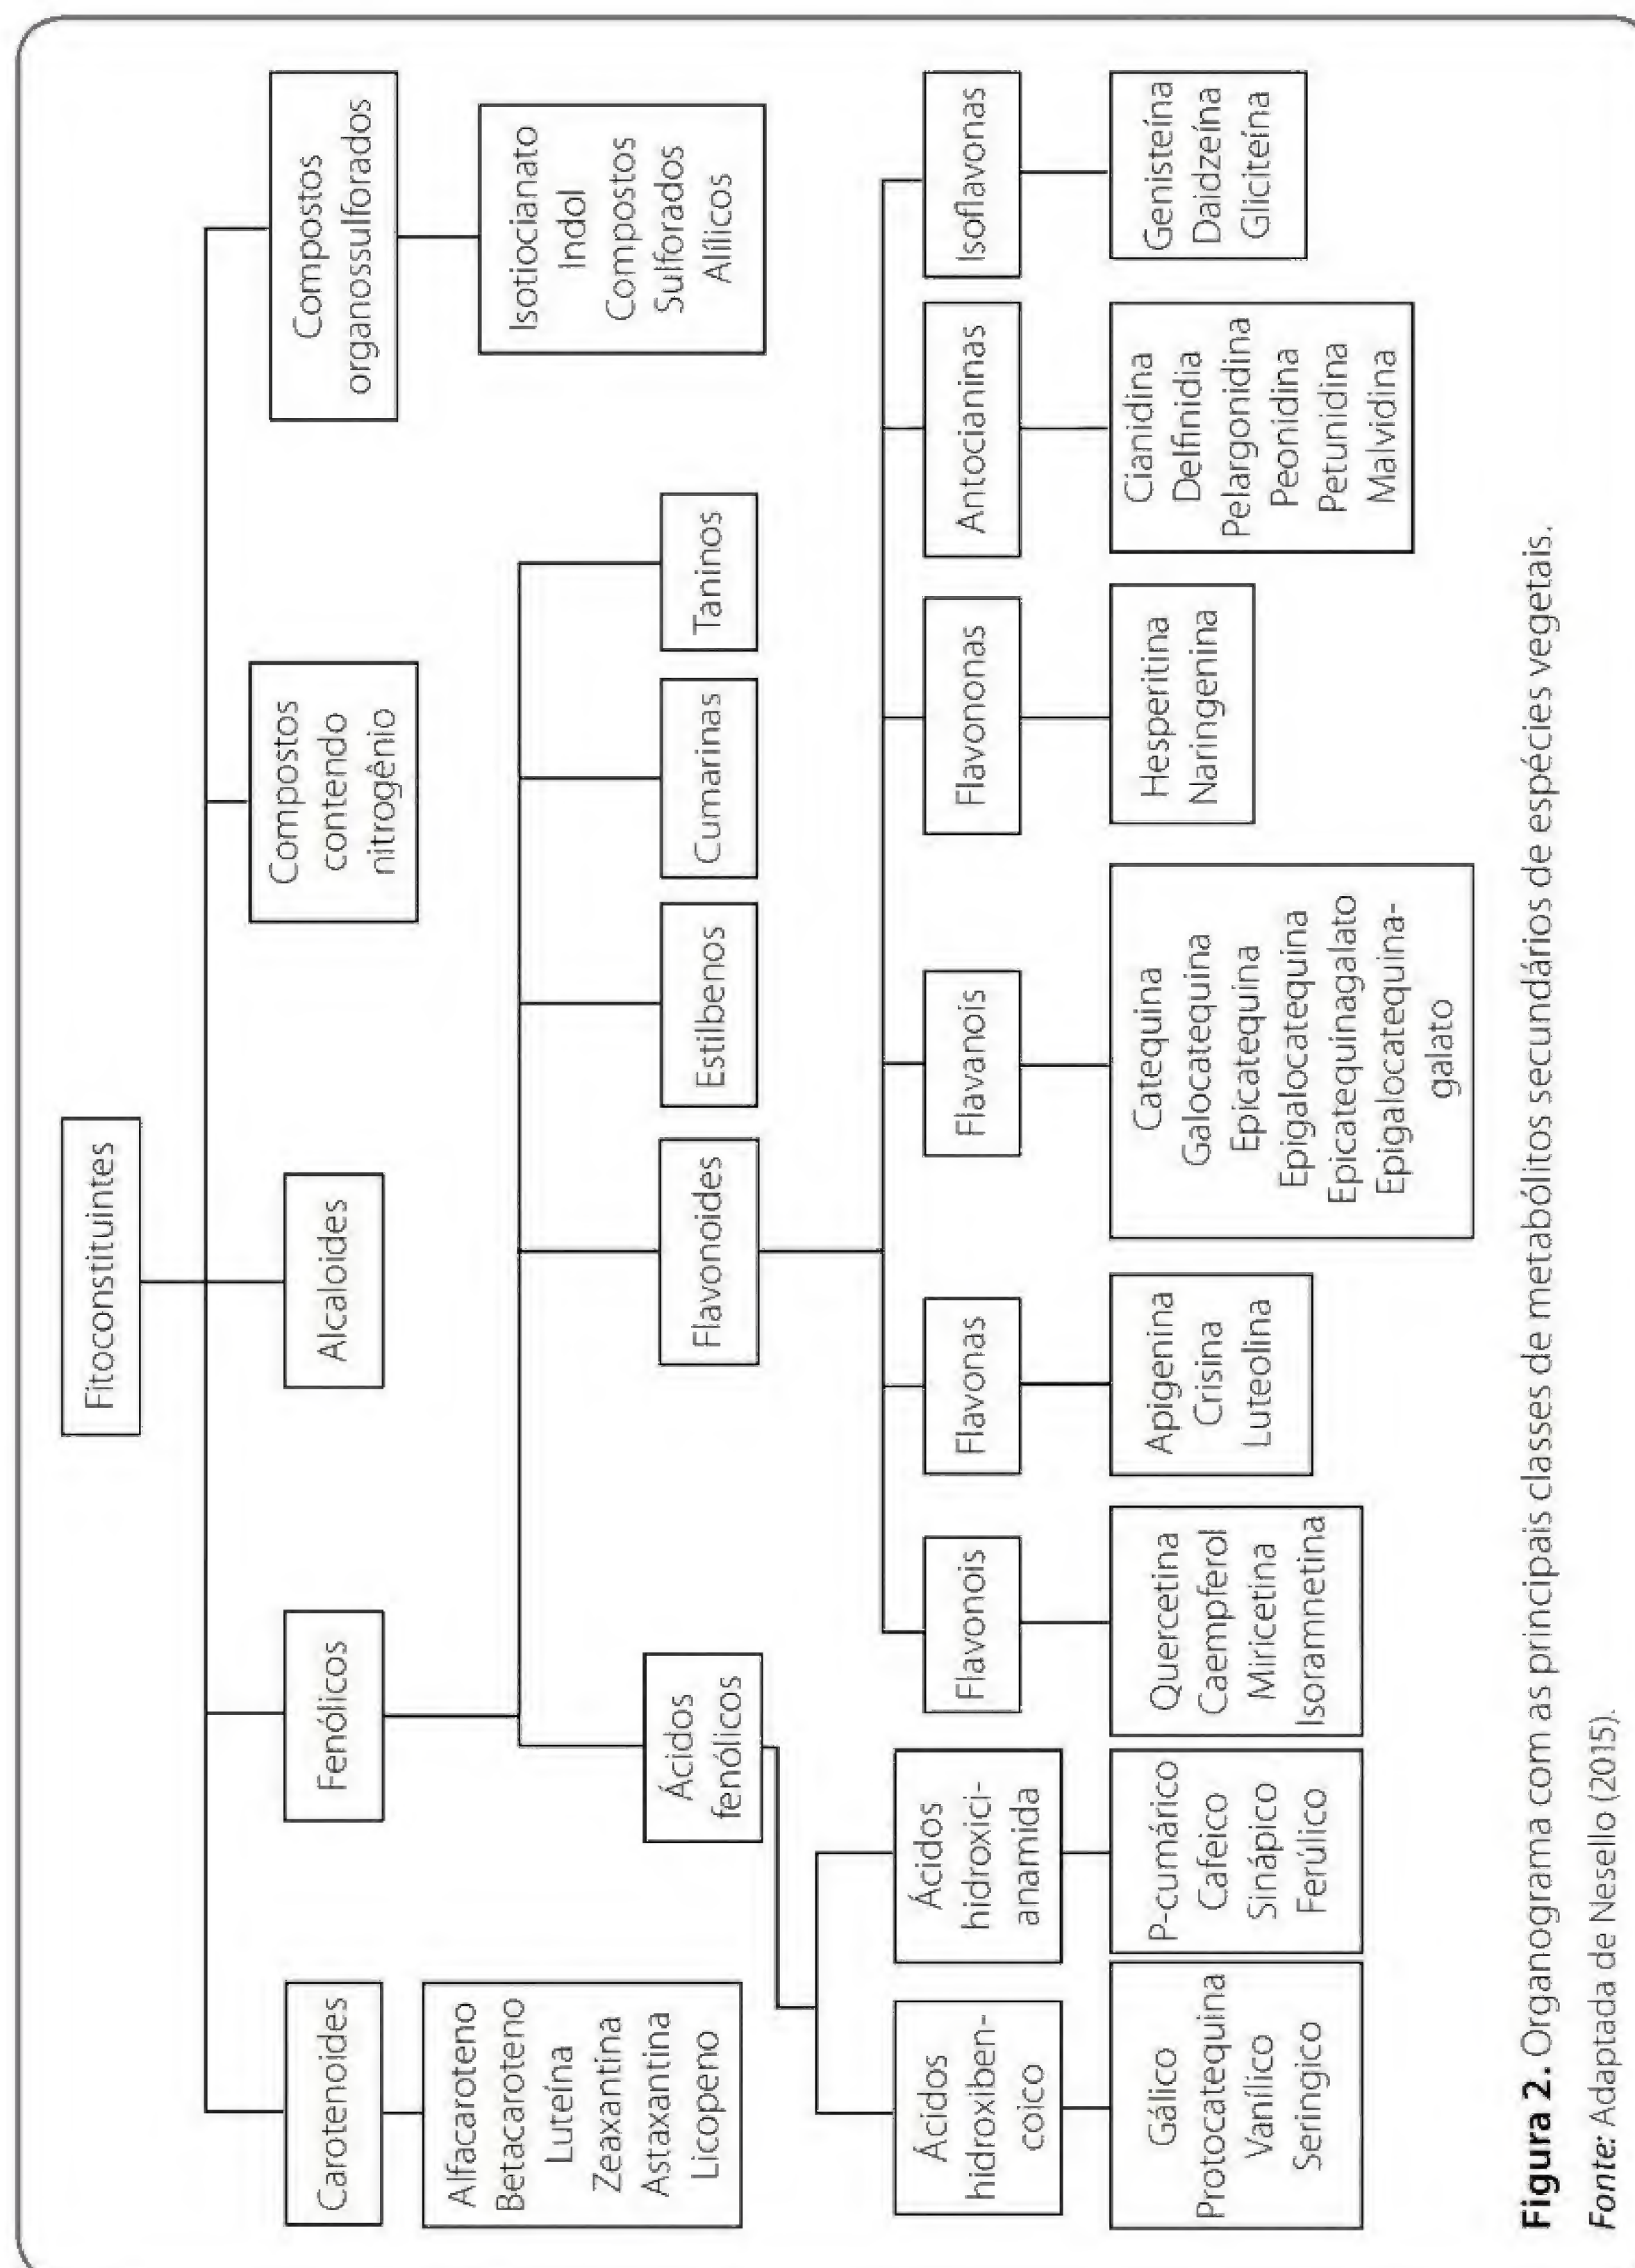 Fitoconstituintes
Carotenoides
Fenólicos
Alcaloides
Compostos
contendo
nitrogênio
Compostos
organossulforados
Alfacaroteno
Betacaroteno
Luteína
Zeaxantina
Astaxantina
Licopeno
Isotiocianato
Indol
Compostos
Sulforados
Alílicos
Ácidos
fenólicos
Flavonoides
Estilbenos
Cumarinas
Taninos
Ácidos
hidroxiben-
coico
Ácidos
hidroxici-
anamida
Flavonois
Flavonas
Flavanois
Flavononas
Antocianinas
Isoflavonas
Gálico
Protocatequina
Vanílico
Seringico
P-cumárico
Cafeico
Sinápico
Ferúlico
Quercetina
Caempferol
Miricetina
Isoramnetina
Apigenina
Crisina
Luteolina
Catequina
Galocatequina
Epicatequina
Epigalocatequina
Epicatequinagalato
Epigalocatequina-
galato
Hesperitina
Naringenina
Cianidina
Delfinidia
Pelargonidina
Peonidina
Petunidina
Malvidina
Genisteína
Daidzeína
Gliciteína
Figura 2. Organograma com as principais classes de metabólitos secundários de espécies vegetais.
Fonte: Adaptada de Nesello (2015).